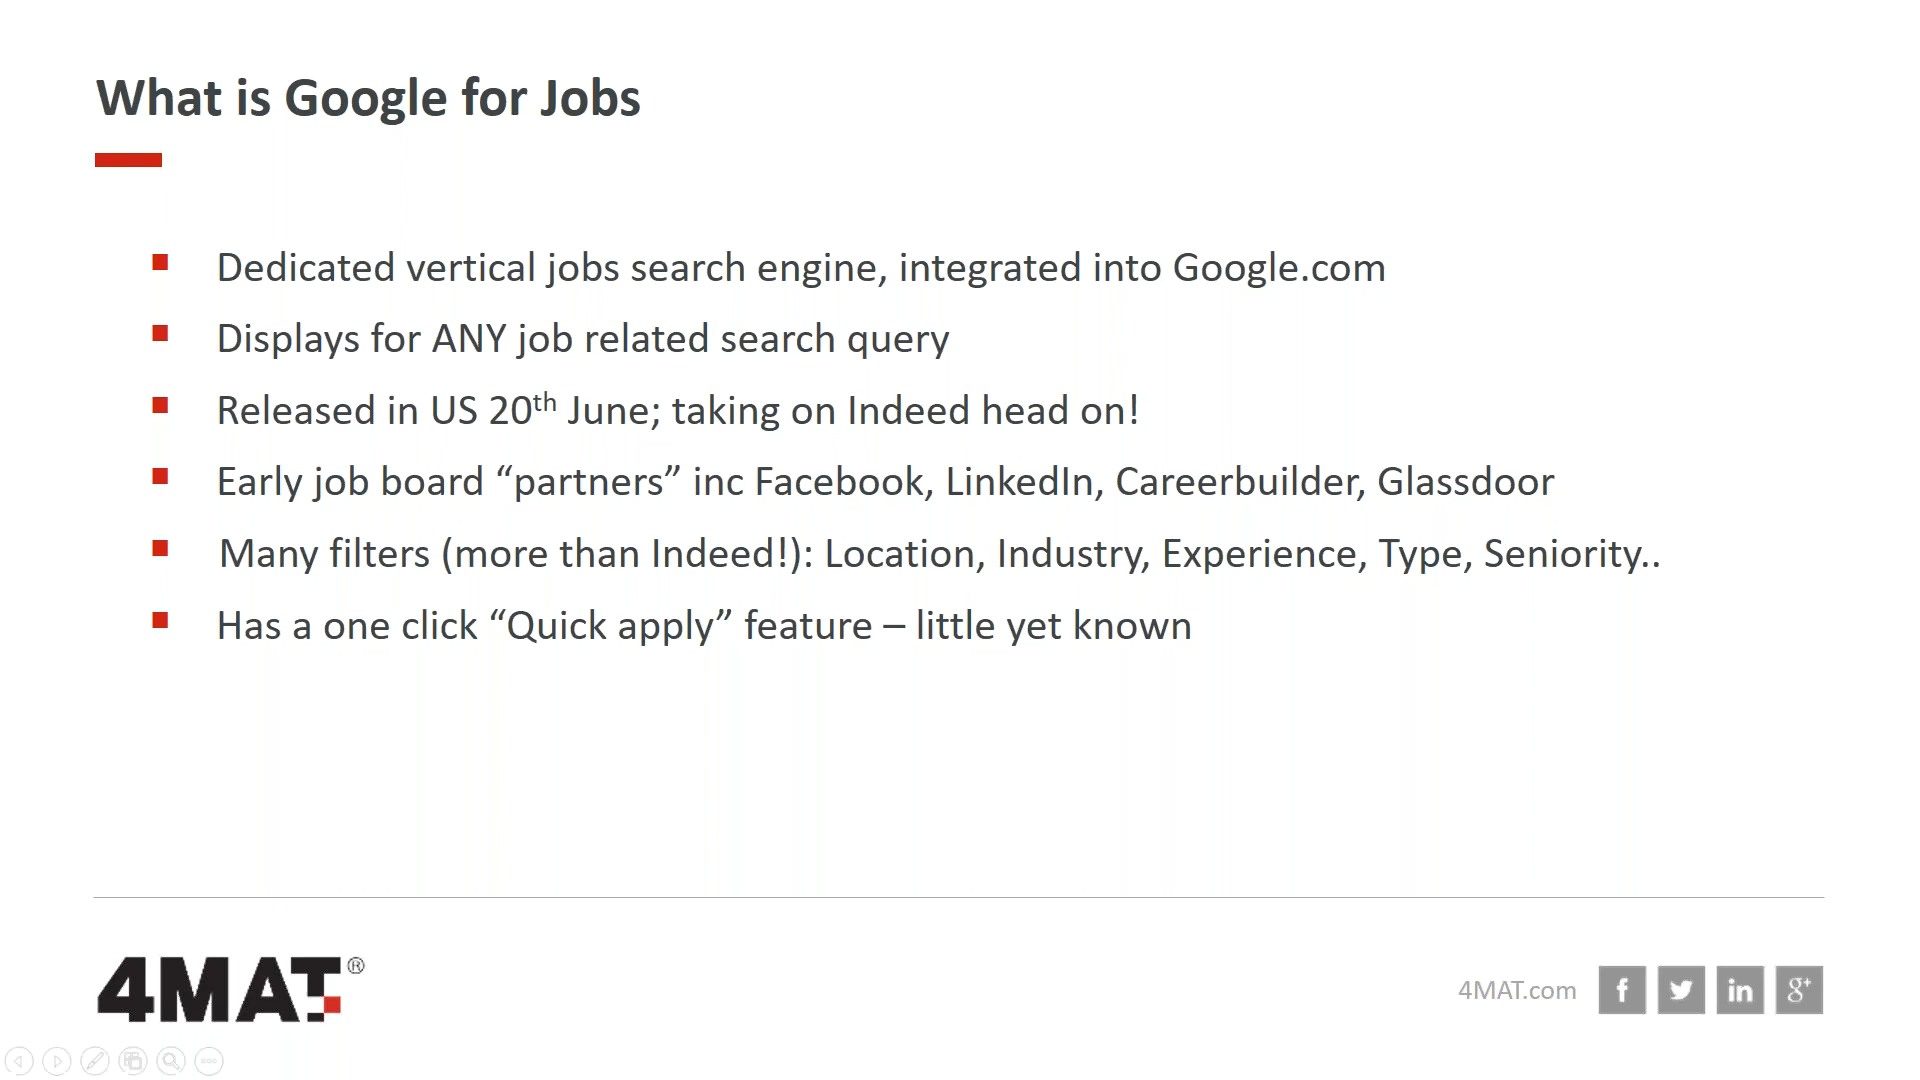 What is Google for Jobs
Dedicated vertical jobs search engine, integrated into Google.com
Displays for ANY job related search query
Released in US 20th June; taking on Indeed head on!
Early job board “partners” inc Facebook, LinkedIn, Careerbuilder, Glassdoor
Many filters (more than Indeed!): Location, Industry, Experience, Type, Seniority..
Has a one click “Quick apply” feature – little yet known
4MAT®
4MAT.com f in g+